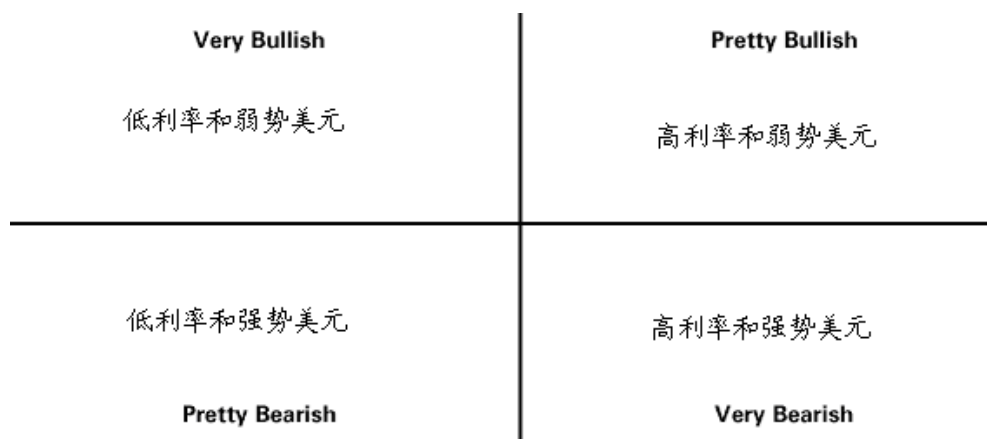 Very Bullish
Pretty Bullish
低利率和弱势美元
高利率和弱势美元
低利率和强势美元
高利率和强势美元
Pretty Bearish
Very Bearish